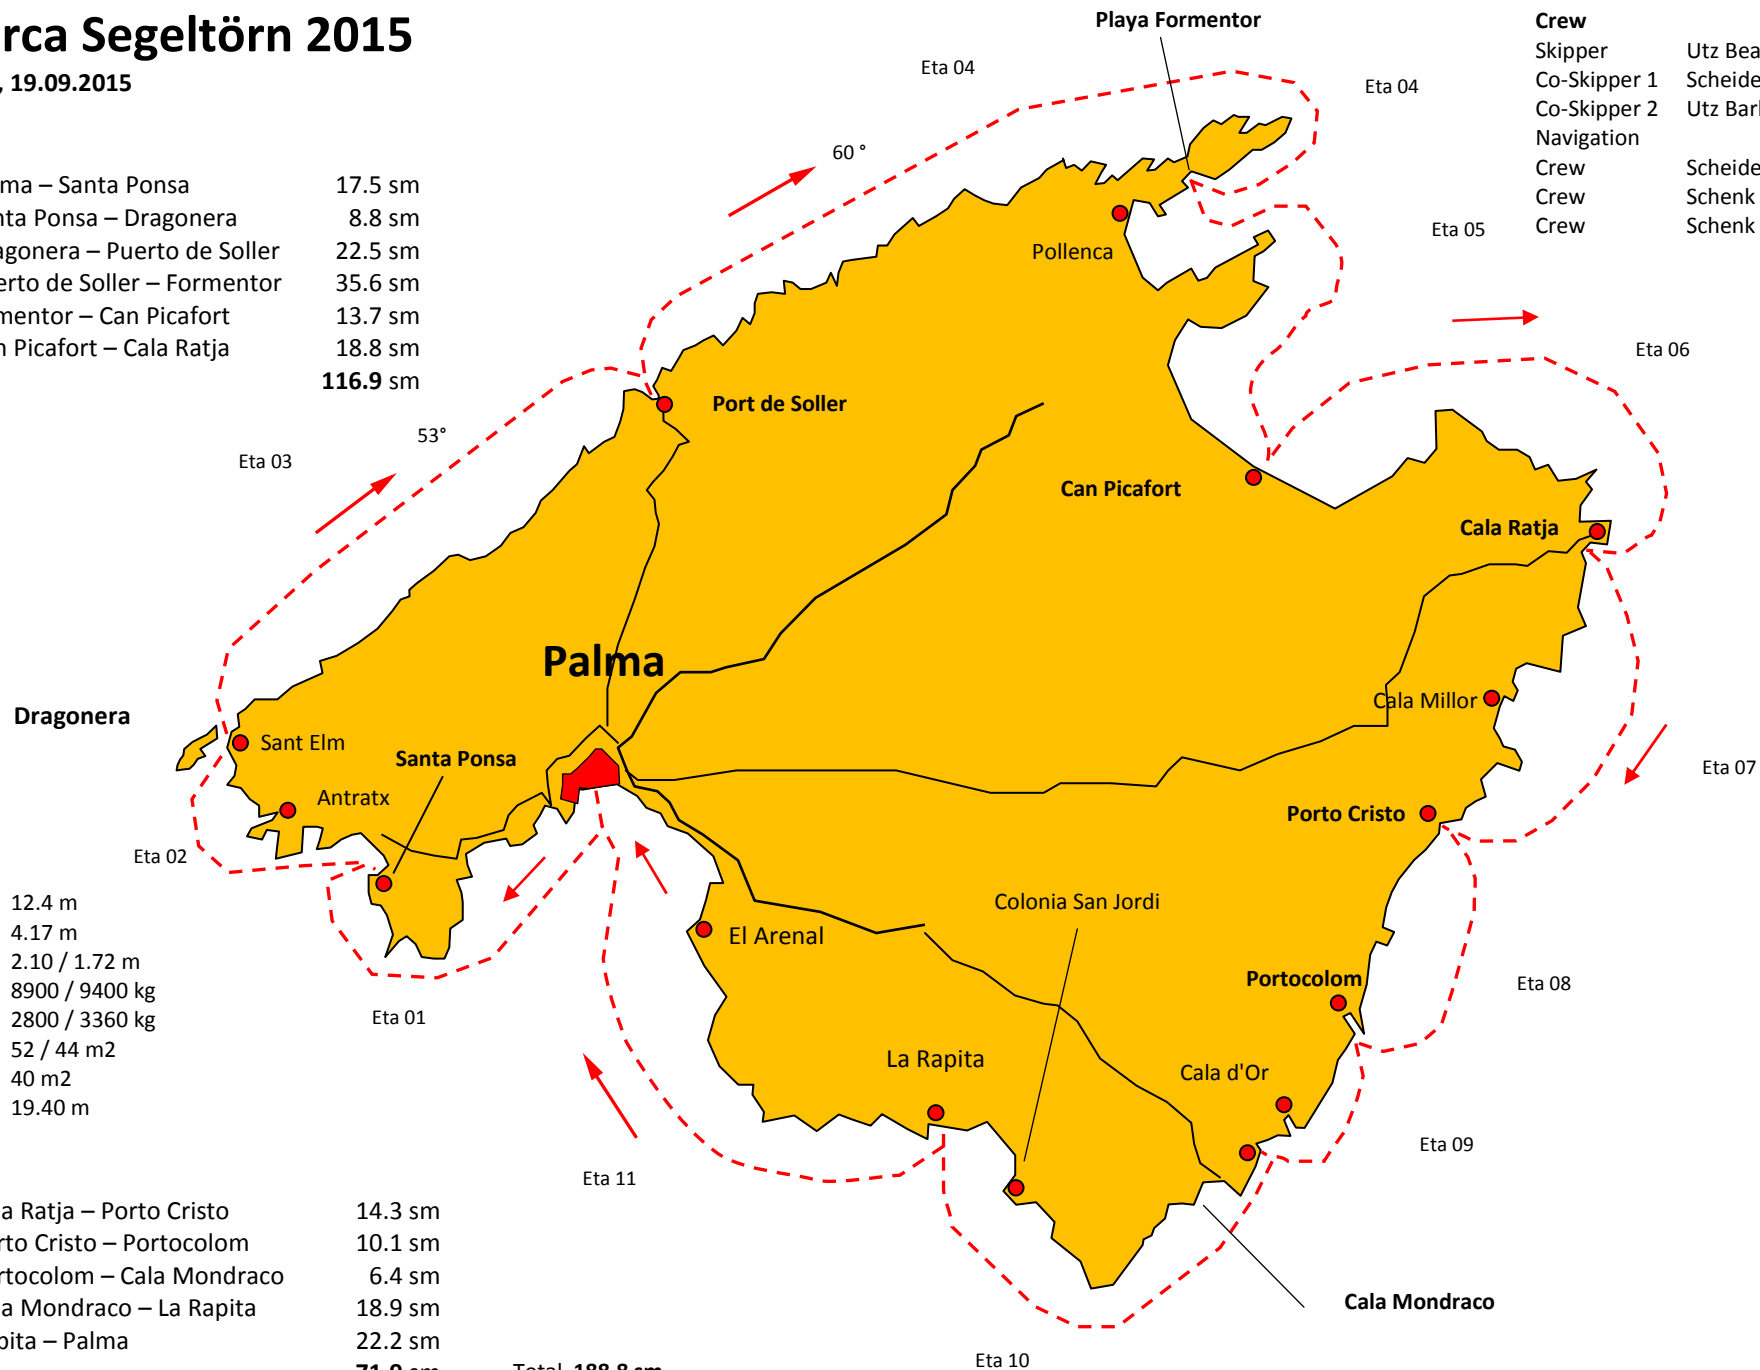 rca Segeltörn 2015
, 19.09.2015
ma – Santa Ponsa 17.5 sm
nta Ponsa – Dragonera 8.8 sm
agonera – Puerto de Soller 22.5 sm
erto de Soller – Formentor 35.6 sm
mentor – Can Picafort 13.7 sm
n Picafort – Cala Ratja 18.8 sm
116.9 sm
Crew
Skipper Utz Bea
Co-Skipper 1 Scheide
Co-Skipper 2 Utz Barl
Navigation
Crew Scheide
Crew Schenk
Crew Schenk
Playa Formentor
Eta 04
Eta 04
60 °
Pollenca
Eta 05
Eta 06
Port de Soller
53°
Eta 03
Can Picafort
Cala Ratja
Palma
Cala Millor
Dragonera
Sant Elm
Santa Ponsa
Eta 07
Antratx
Porto Cristo
Eta 02
Colonia San Jordi
El Arenal
Portocolom
Eta 08
Eta 01
La Rapita
Cala d'Or
Eta 09
Eta 11
Cala Mondraco
Eta 10
12.4 m
4.17 m
2.10 / 1.72 m
8900 / 9400 kg
2800 / 3360 kg
52 / 44 m2
40 m2
19.40 m
a Ratja – Porto Cristo 14.3 sm
rto Cristo – Portocolom 10.1 sm
rtocolom – Cala Mondraco 6.4 sm
a Mondraco – La Rapita 18.9 sm
pita – Palma 22.2 sm
71.9 sm Total 188.8 sm